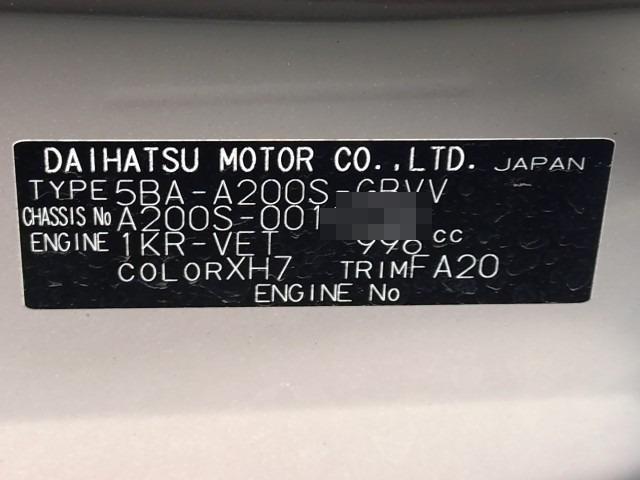 DAIHATSU MOTOR CO.,LTD. JAPAN
TYPE 5BA-A200S-GBVV
CHASSIS No A200S-001
ENGINE 1KR-VET 996 cc
COLOR XH7 TRIM FA20
ENGINE No